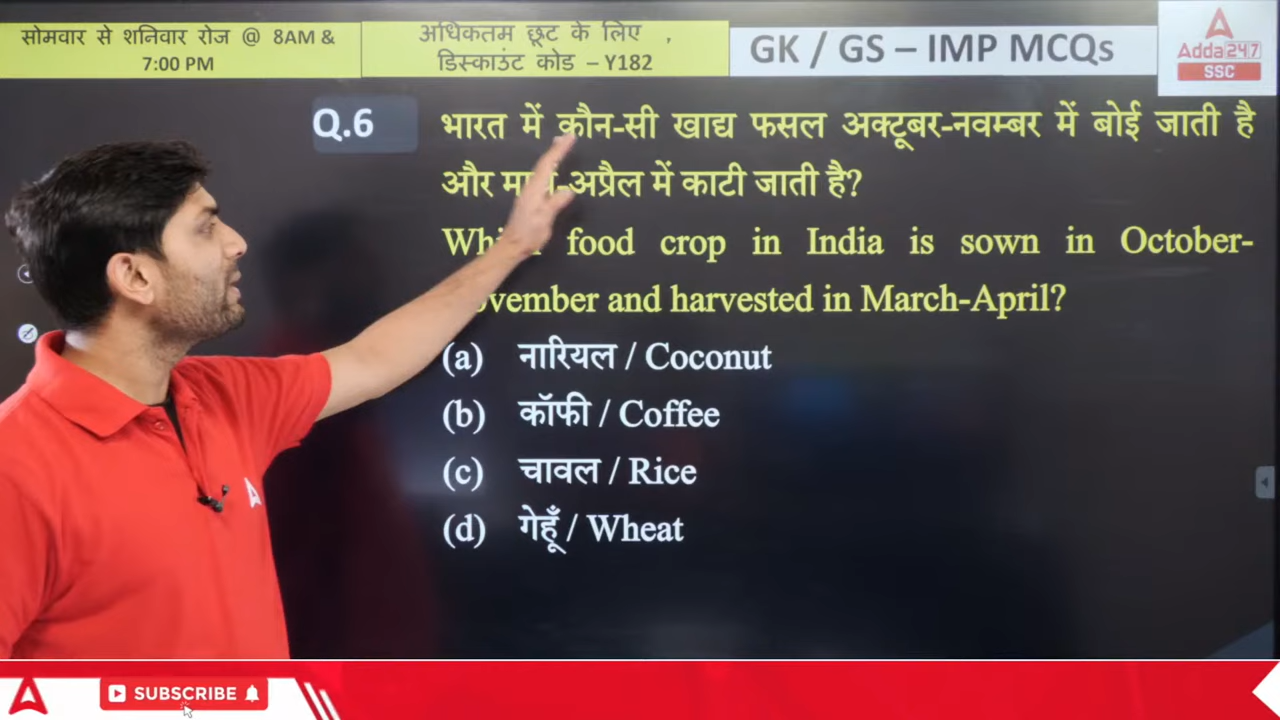 सोमवार से शनिवार रोज @ 8AM &
7:00 PM
अधिकतम छूट के लिए ,
डिस्काउंट कोड – Y182
GK / GS – IMP MCQs
Adda247
SSC
Q.6
भारत में कौन-सी खाद्य फसल अक्टूबर-नवम्बर में बोई जाती है
और -अप्रैल में काटी जाती है?
food crop in India is sown in October-
and harvested in March-April?
(a) नारियल / Coconut
(b) कॉफी / Coffee
(c) चावल / Rice
(d) गेहूँ / Wheat
SUBSCRIBE